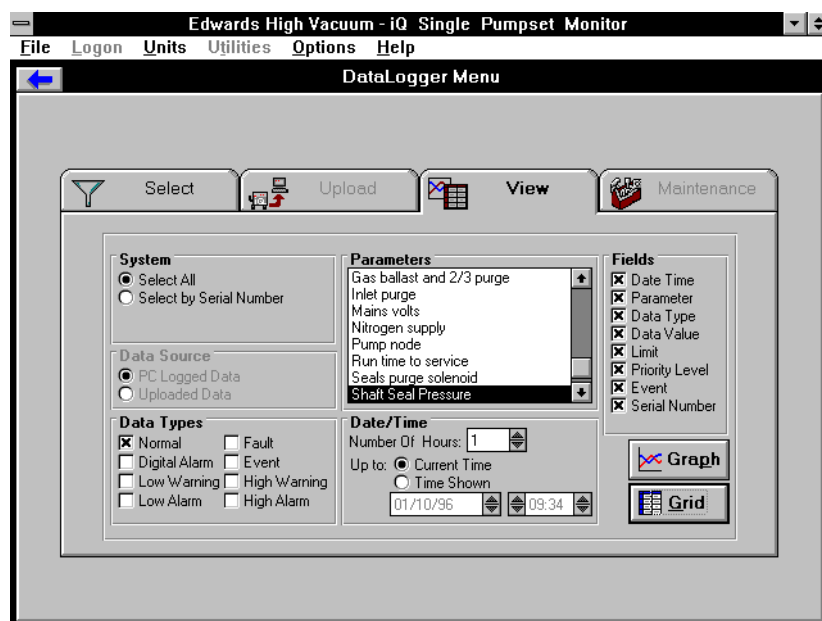 Edwards High Vacuum - iQ Single Pumpset Monitor
File Logon Units Utilities Options Help
DataLogger Menu
Select Upload View Maintenance
System
Select All
Select by Serial Number
Data Source
PC Logged Data
Uploaded Data
Data Types
Normal Fault
Digital Alarm Event
Low Warning High Warning
Low Alarm High Alarm
Parameters
Gas ballast and 2/3 purge
Inlet purge
Mains volts
Nitrogen supply
Pump node
Run time to service
Seals purge solenoid
Shaft Seal Pressure
Date/Time
Number Of Hours: 1
Up to: Current Time
Time Shown
01/10/96 09:34
Fields
Date Time
Parameter
Data Type
Data Value
Limit
Priority Level
Event
Serial Number
Graph
Grid